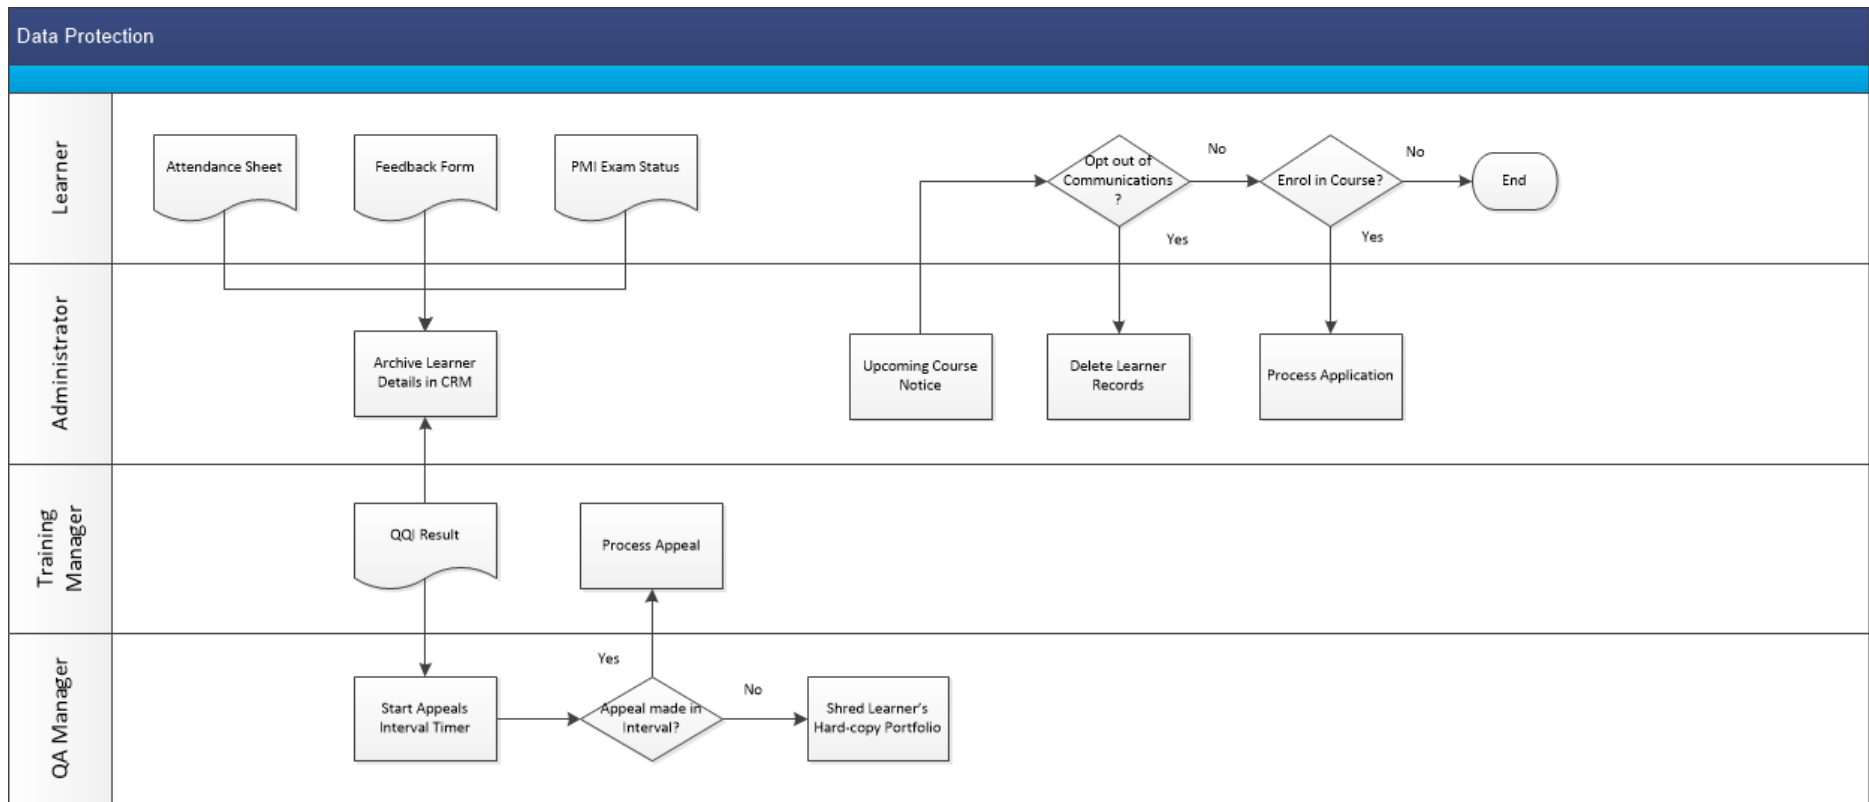 Data Protection
Learner
Attendance Sheet
Feedback Form
PMI Exam Status
Opt out of
Communications
?
No
Yes
Enrol in Course?
No
Yes
End
Administrator
Archive Learner
Details in CRM
Upcoming Course
Notice
Delete Learner
Records
Process Application
Training
Manager
QQI Result
Process Appeal
QA Manager
Start Appeals
Interval Timer
Yes
Appeal made in
Interval?
No
Shred Learner's
Hard-copy Portfolio